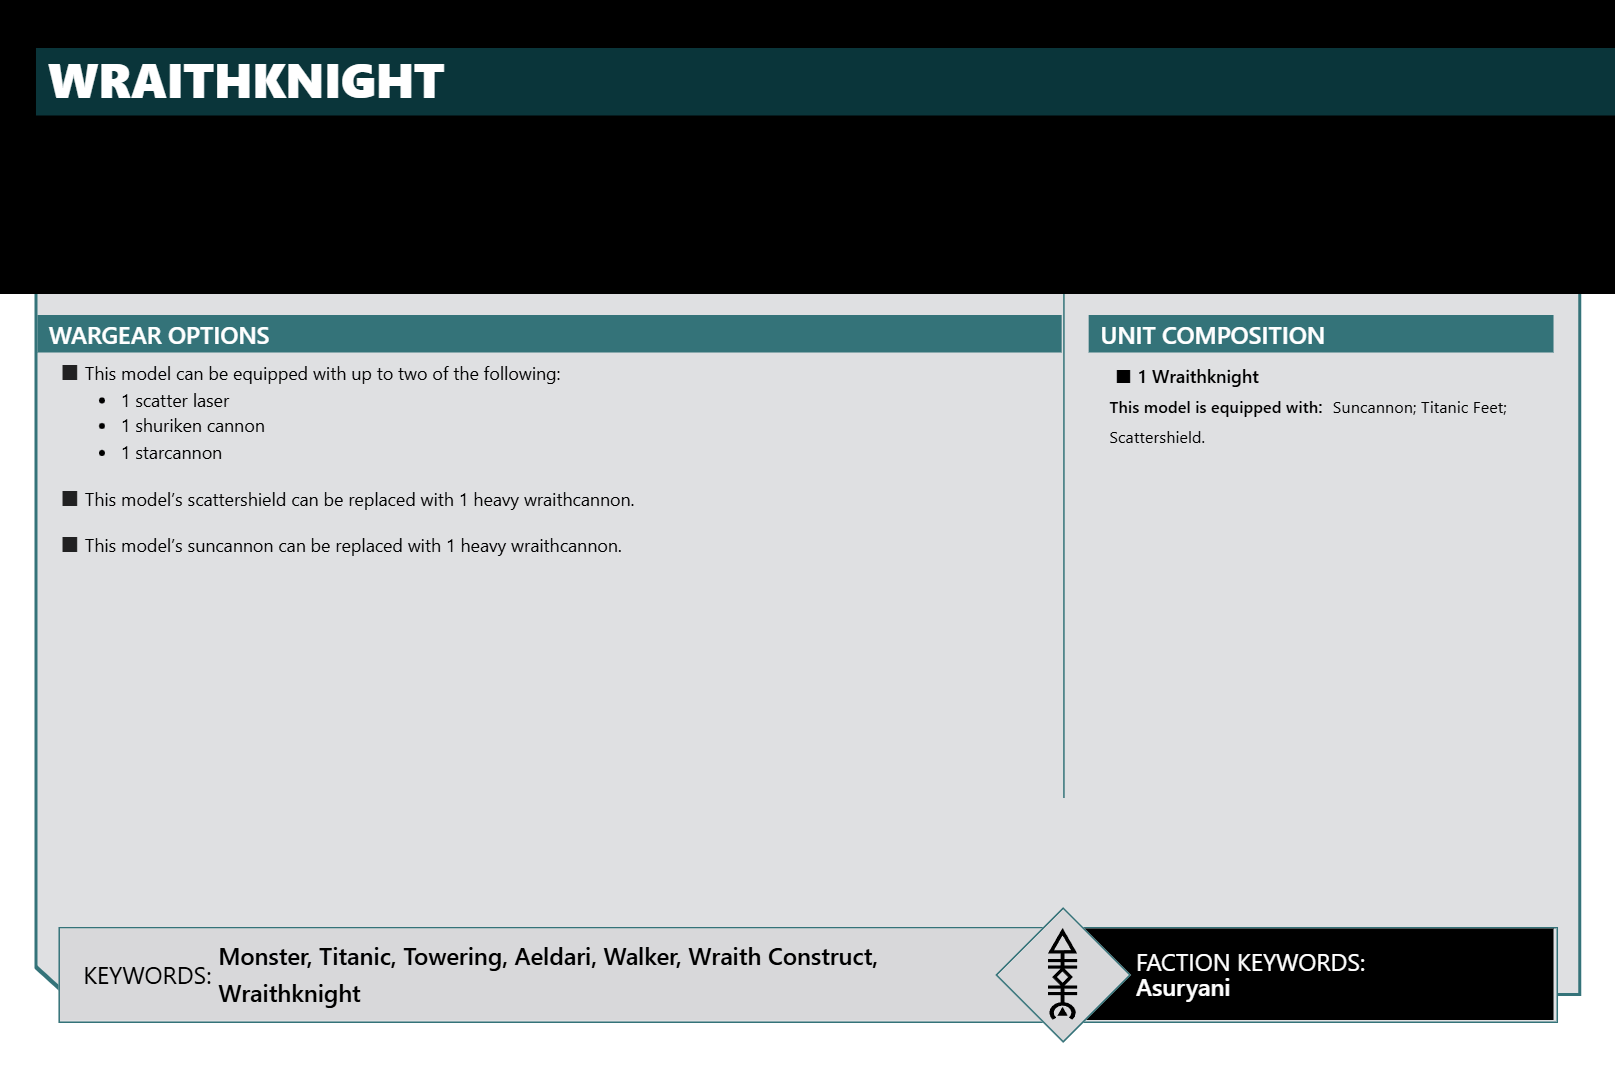 WRAITHKNIGHT
WARGEAR OPTIONS
■ This model can be equipped with up to two of the following:
• 1 scatter laser
• 1 shuriken cannon
• 1 starcannon
■ This model’s scattershield can be replaced with 1 heavy wraithcannon.
■ This model’s suncannon can be replaced with 1 heavy wraithcannon.
UNIT COMPOSITION
■ 1 Wraithknight
This model is equipped with: Suncannon; Titanic Feet;
Scattershield.
KEYWORDS: Monster, Titanic, Towering, Aeldari, Walker, Wraith Construct,
Wraithknight
FACTION KEYWORDS:
Asuryani